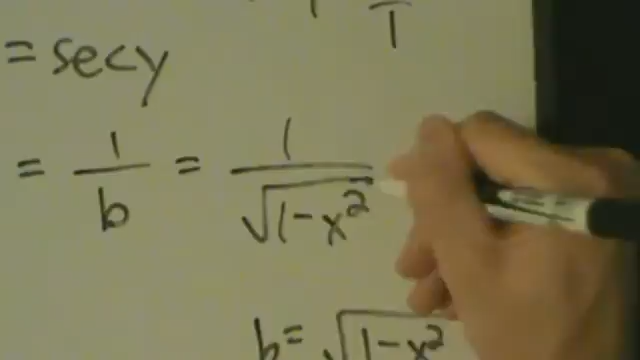 = sec y
= 1/b = 1/√(1-x²)
b = √(1-x²)